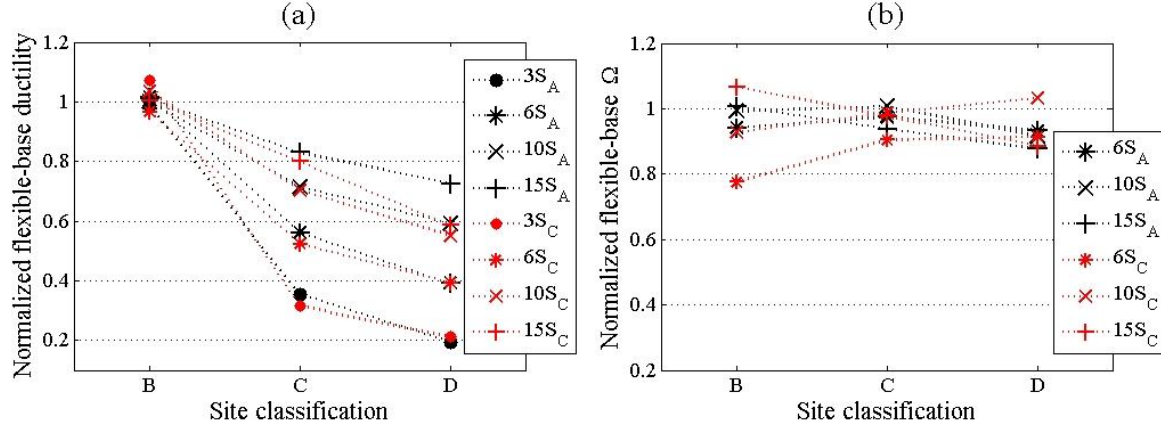 (a)
Normalized flexible-base ductility
1.2
1
0.8
0.6
0.4
0.2
B C D
Site classification
3S_A
6S_A
10S_A
15S_A
3S_C
6S_C
10S_C
15S_C
(b)
Normalized flexible-base Ω
1.2
1
0.8
0.6
0.4
0.2
B C D
Site classification
6S_A
10S_A
15S_A
6S_C
10S_C
15S_C